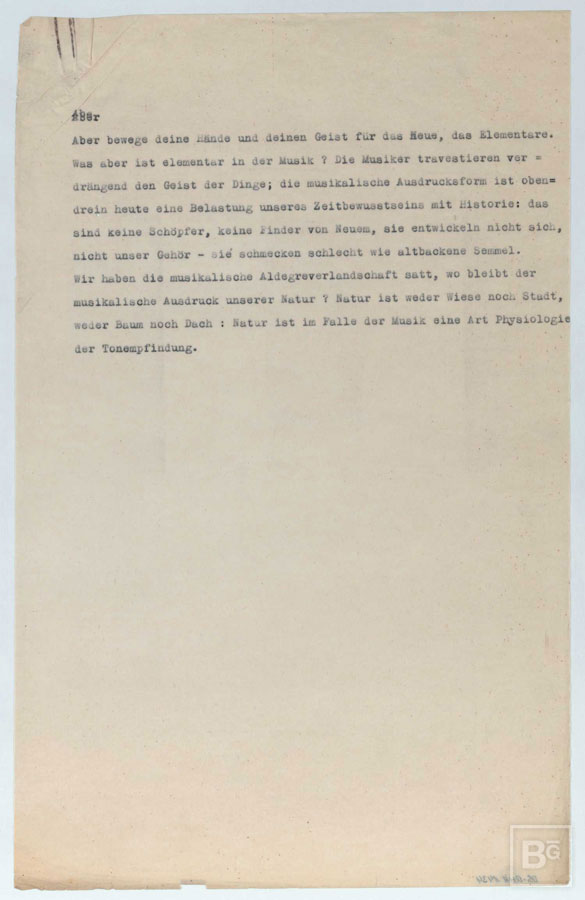 Aber
Aber bewege deine Hände und deinen Geist für das Neue, das Elementare.
Was aber ist elementar in der Musik ? Die Musiker travestieren ver =
drängend den Geist der Dinge; die musikalische Ausdrucksform ist oben=
drein heute eine Belastung unseres Zeitbewusstseins mit Historie: das
sind keine Schöpfer, keine Finder von Neuem, sie entwickeln nicht sich,
nicht unser Gehör - sie schmecken schlecht wie altbackene Semmel.
Wir haben die musikalische Aldegreverlandschaft satt, wo bleibt der
musikalische Ausdruck unserer Natur ? Natur ist weder Wiese noch Stadt,
weder Baum noch Dach : Natur ist im Falle der Musik eine Art Physiologie
der Tonempfindung.
BG